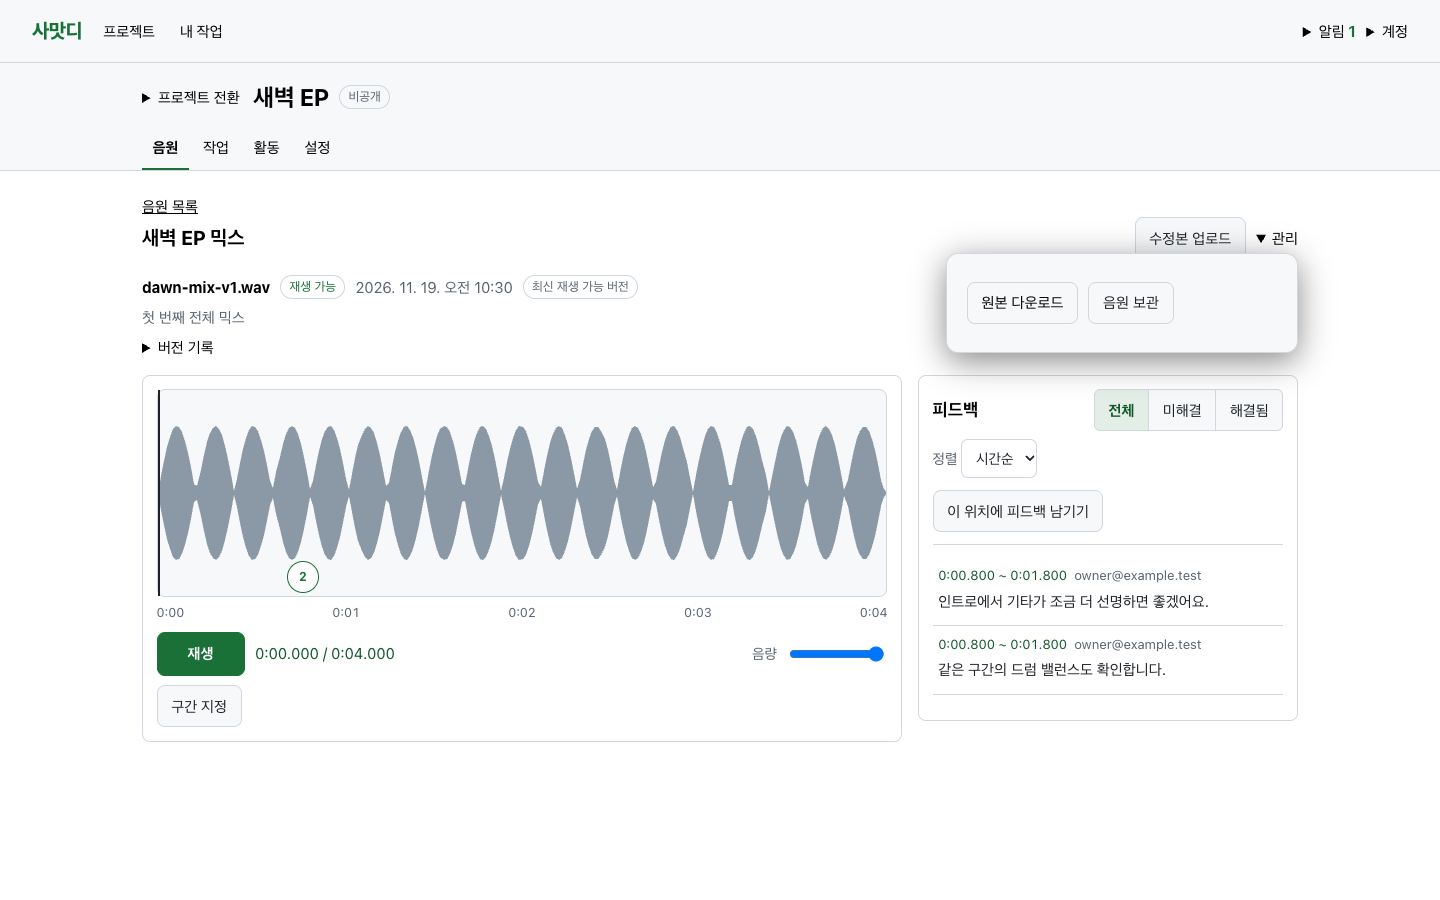 사맛디 프로젝트 내 작업 ▶ 알림 1 ▶ 계정
▶ 프로젝트 전환 새벽 EP 비공개
음원 작업 활동 설정
음원 목록
새벽 EP 믹스
수정본 업로드 ▼ 관리
원본 다운로드 음원 보관
dawn-mix-v1.wav 재생 가능 2026. 11. 19. 오전 10:30 최신 재생 가능 버전
첫 번째 전체 믹스
▶ 버전 기록
2
0:00 0:01 0:02 0:03 0:04
재생 0:00.000 / 0:04.000 음량
구간 지정
피드백 전체 미해결 해결됨
정렬 시간순
이 위치에 피드백 남기기
0:00.800 ~ 0:01.800 owner@example.test
인트로에서 기타가 조금 더 선명하면 좋겠어요.
0:00.800 ~ 0:01.800 owner@example.test
같은 구간의 드럼 밸런스도 확인합니다.